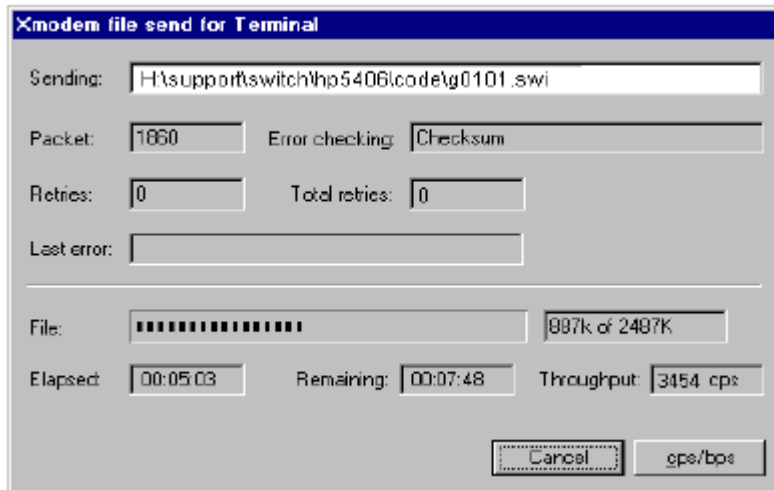 Xmodem file send for Terminal
Sending: H:\support\switch\hp5406\code\g0101.swi
Packet: 1860 Error checking: Checksum
Retries: 0 Total retries: 0
Last error:
File: 887k of 2487K
Elapsed: 00:05:03 Remaining: 00:07:48 Throughput: 3454 cps
Cancel cps/bps